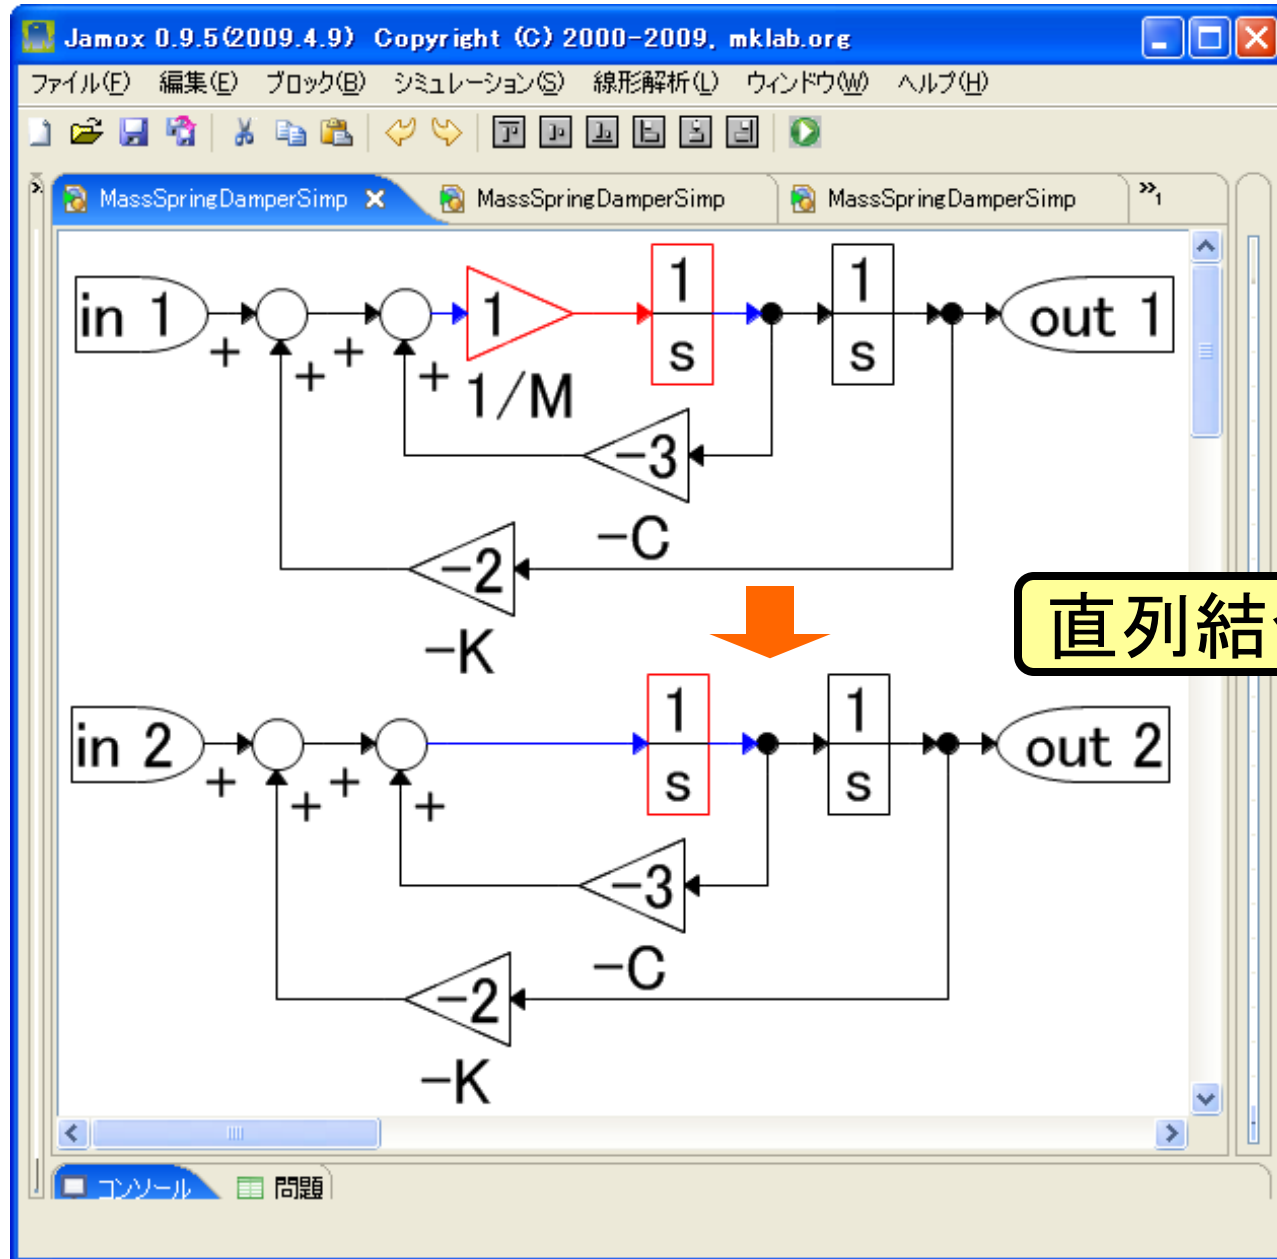 Jamox 0.9.5(2009.4.9) Copyright (C) 2000-2009, mklab.org
ファイル(F) 編集(E) ブロック(B) シミュレーション(S) 線形解析(L) ウィンドウ(W) ヘルプ(H)
MassSpringDamperSimp MassSpringDamperSimp MassSpringDamperSimp »1
in 1 + + + + 1 1/M 1/s 1/s out 1
-3
-C
-2
-K
直列結
in 2 + + + + 1/s 1/s out 2
-3
-C
-2
-K
コンソール 問題